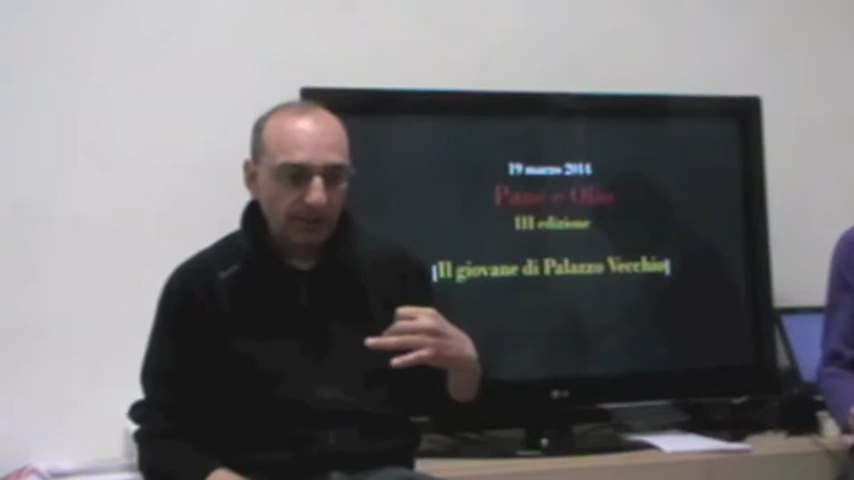 19 marzo 2014
Pane e Olio
III edizione
[Il giovane di Palazzo Vecchio]
LG